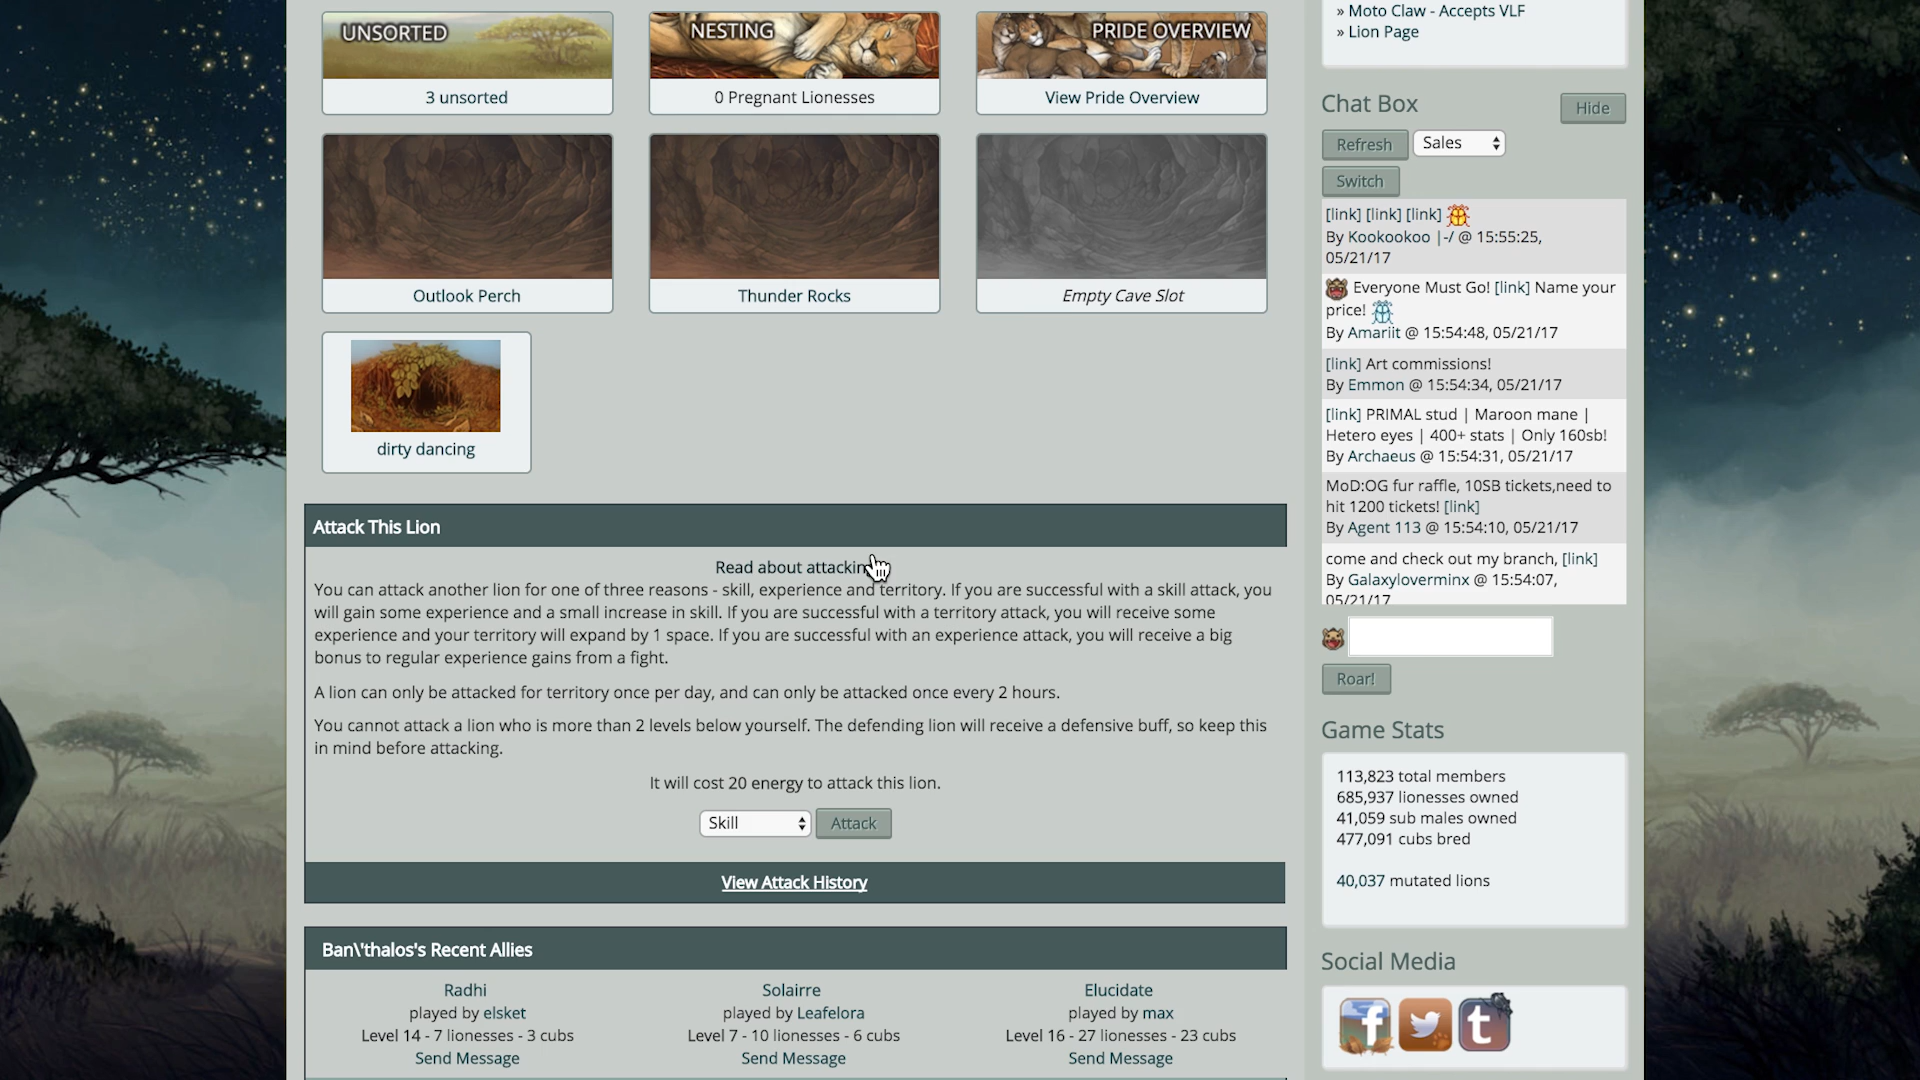 UNSORTED
3 unsorted
NESTING
0 Pregnant Lionesses
PRIDE OVERVIEW
View Pride Overview
Outlook Perch
Thunder Rocks
Empty Cave Slot
dirty dancing
Attack This Lion
Read about attackin
You can attack another lion for one of three reasons - skill, experience and territory. If you are successful with a skill attack, you
will gain some experience and a small increase in skill. If you are successful with a territory attack, you will receive some
experience and your territory will expand by 1 space. If you are successful with an experience attack, you will receive a big
bonus to regular experience gains from a fight.
A lion can only be attacked for territory once per day, and can only be attacked once every 2 hours.
You cannot attack a lion who is more than 2 levels below yourself. The defending lion will receive a defensive buff, so keep this
in mind before attacking.
It will cost 20 energy to attack this lion.
Skill Attack
View Attack History
Ban\'thalos's Recent Allies
Radhi
played by elsket
Level 14 - 7 lionesses - 3 cubs
Send Message
Solairre
played by Leafelora
Level 7 - 10 lionesses - 6 cubs
Send Message
Elucidate
played by max
Level 16 - 27 lionesses - 23 cubs
Send Message
» Moto Claw - Accepts VLF
» Lion Page
Chat Box
Hide
Refresh Sales
Switch
[link] [link] [link]
By Kookookoo |-/ @ 15:55:25,
05/21/17
Everyone Must Go! [link] Name your
price!
By Amariit @ 15:54:48, 05/21/17
[link] Art commissions!
By Emmon @ 15:54:34, 05/21/17
[link] PRIMAL stud | Maroon mane |
Hetero eyes | 400+ stats | Only 160sb!
By Archaeus @ 15:54:31, 05/21/17
MoD:OG fur raffle, 10SB tickets,need to
hit 1200 tickets! [link]
By Agent 113 @ 15:54:10, 05/21/17
come and check out my branch, [link]
By Galaxyloverminx @ 15:54:07,
05/21/17
Roar!
Game Stats
113,823 total members
685,937 lionesses owned
41,059 sub males owned
477,091 cubs bred
40,037 mutated lions
Social Media
f
t